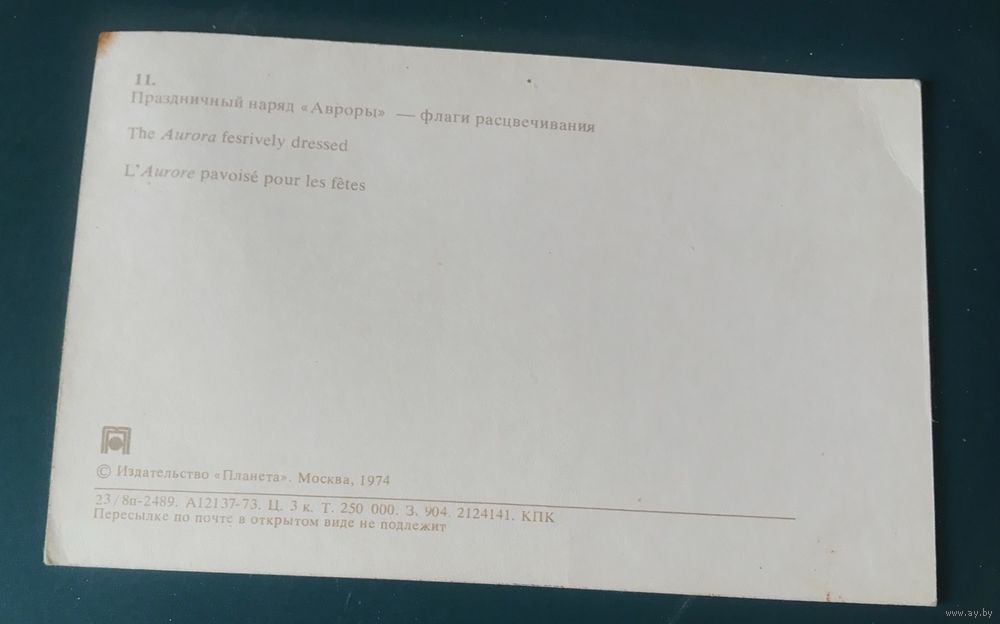 11.
Праздничный наряд «Авроры» — флаги расцвечивания
The Aurora fesrively dressed
L'Aurore pavoisé pour les fêtes
© Издательство «Планета». Москва, 1974
23/8п-2489. А12137-73. Ц. 3 к. Т. 250 000. З. 904. 2124141. КПК
Пересылке по почте в открытом виде не подлежит
www.ay.by